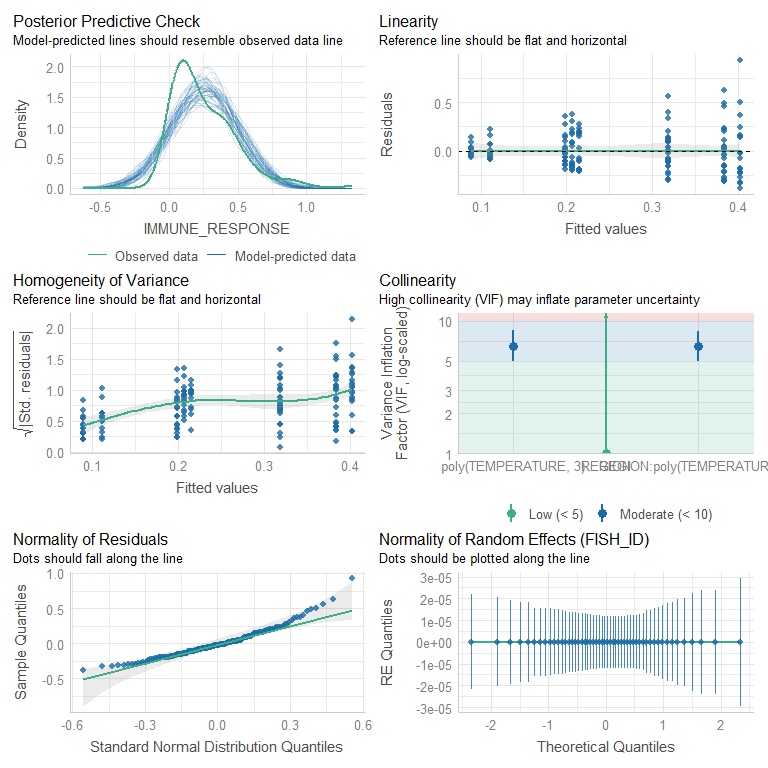 Posterior Predictive Check
Model-predicted lines should resemble observed data line
Density
2.0
1.5
1.0
0.5
0.0
-0.5
0.0
0.5
1.0
IMMUNE_RESPONSE
Observed data
Model-predicted data
Linearity
Reference line should be flat and horizontal
Residuals
0.5
0.0
0.1
0.2
0.3
0.4
Fitted values
Homogeneity of Variance
Reference line should be flat and horizontal
√|Std. residuals|
2.0
1.5
1.0
0.5
0.0
0.1
0.2
0.3
0.4
Fitted values
Collinearity
High collinearity (VIF) may inflate parameter uncertainty
Variance Inflation
Factor (VIF, log-scaled)
10
5
3
2
1
poly(TEMPERATURE, 3)
REGION
REGION:poly(TEMPERATUR
Low (< 5)
Moderate (< 10)
Normality of Residuals
Dots should fall along the line
Sample Quantiles
1.0
0.5
0.0
-0.5
-0.6
-0.3
0.0
0.3
0.6
Standard Normal Distribution Quantiles
Normality of Random Effects (FISH_ID)
Dots should be plotted along the line
RE Quantiles
3e-05
2e-05
1e-05
0e+00
-1e-05
-2e-05
-3e-05
-2
-1
0
1
2
Theoretical Quantiles